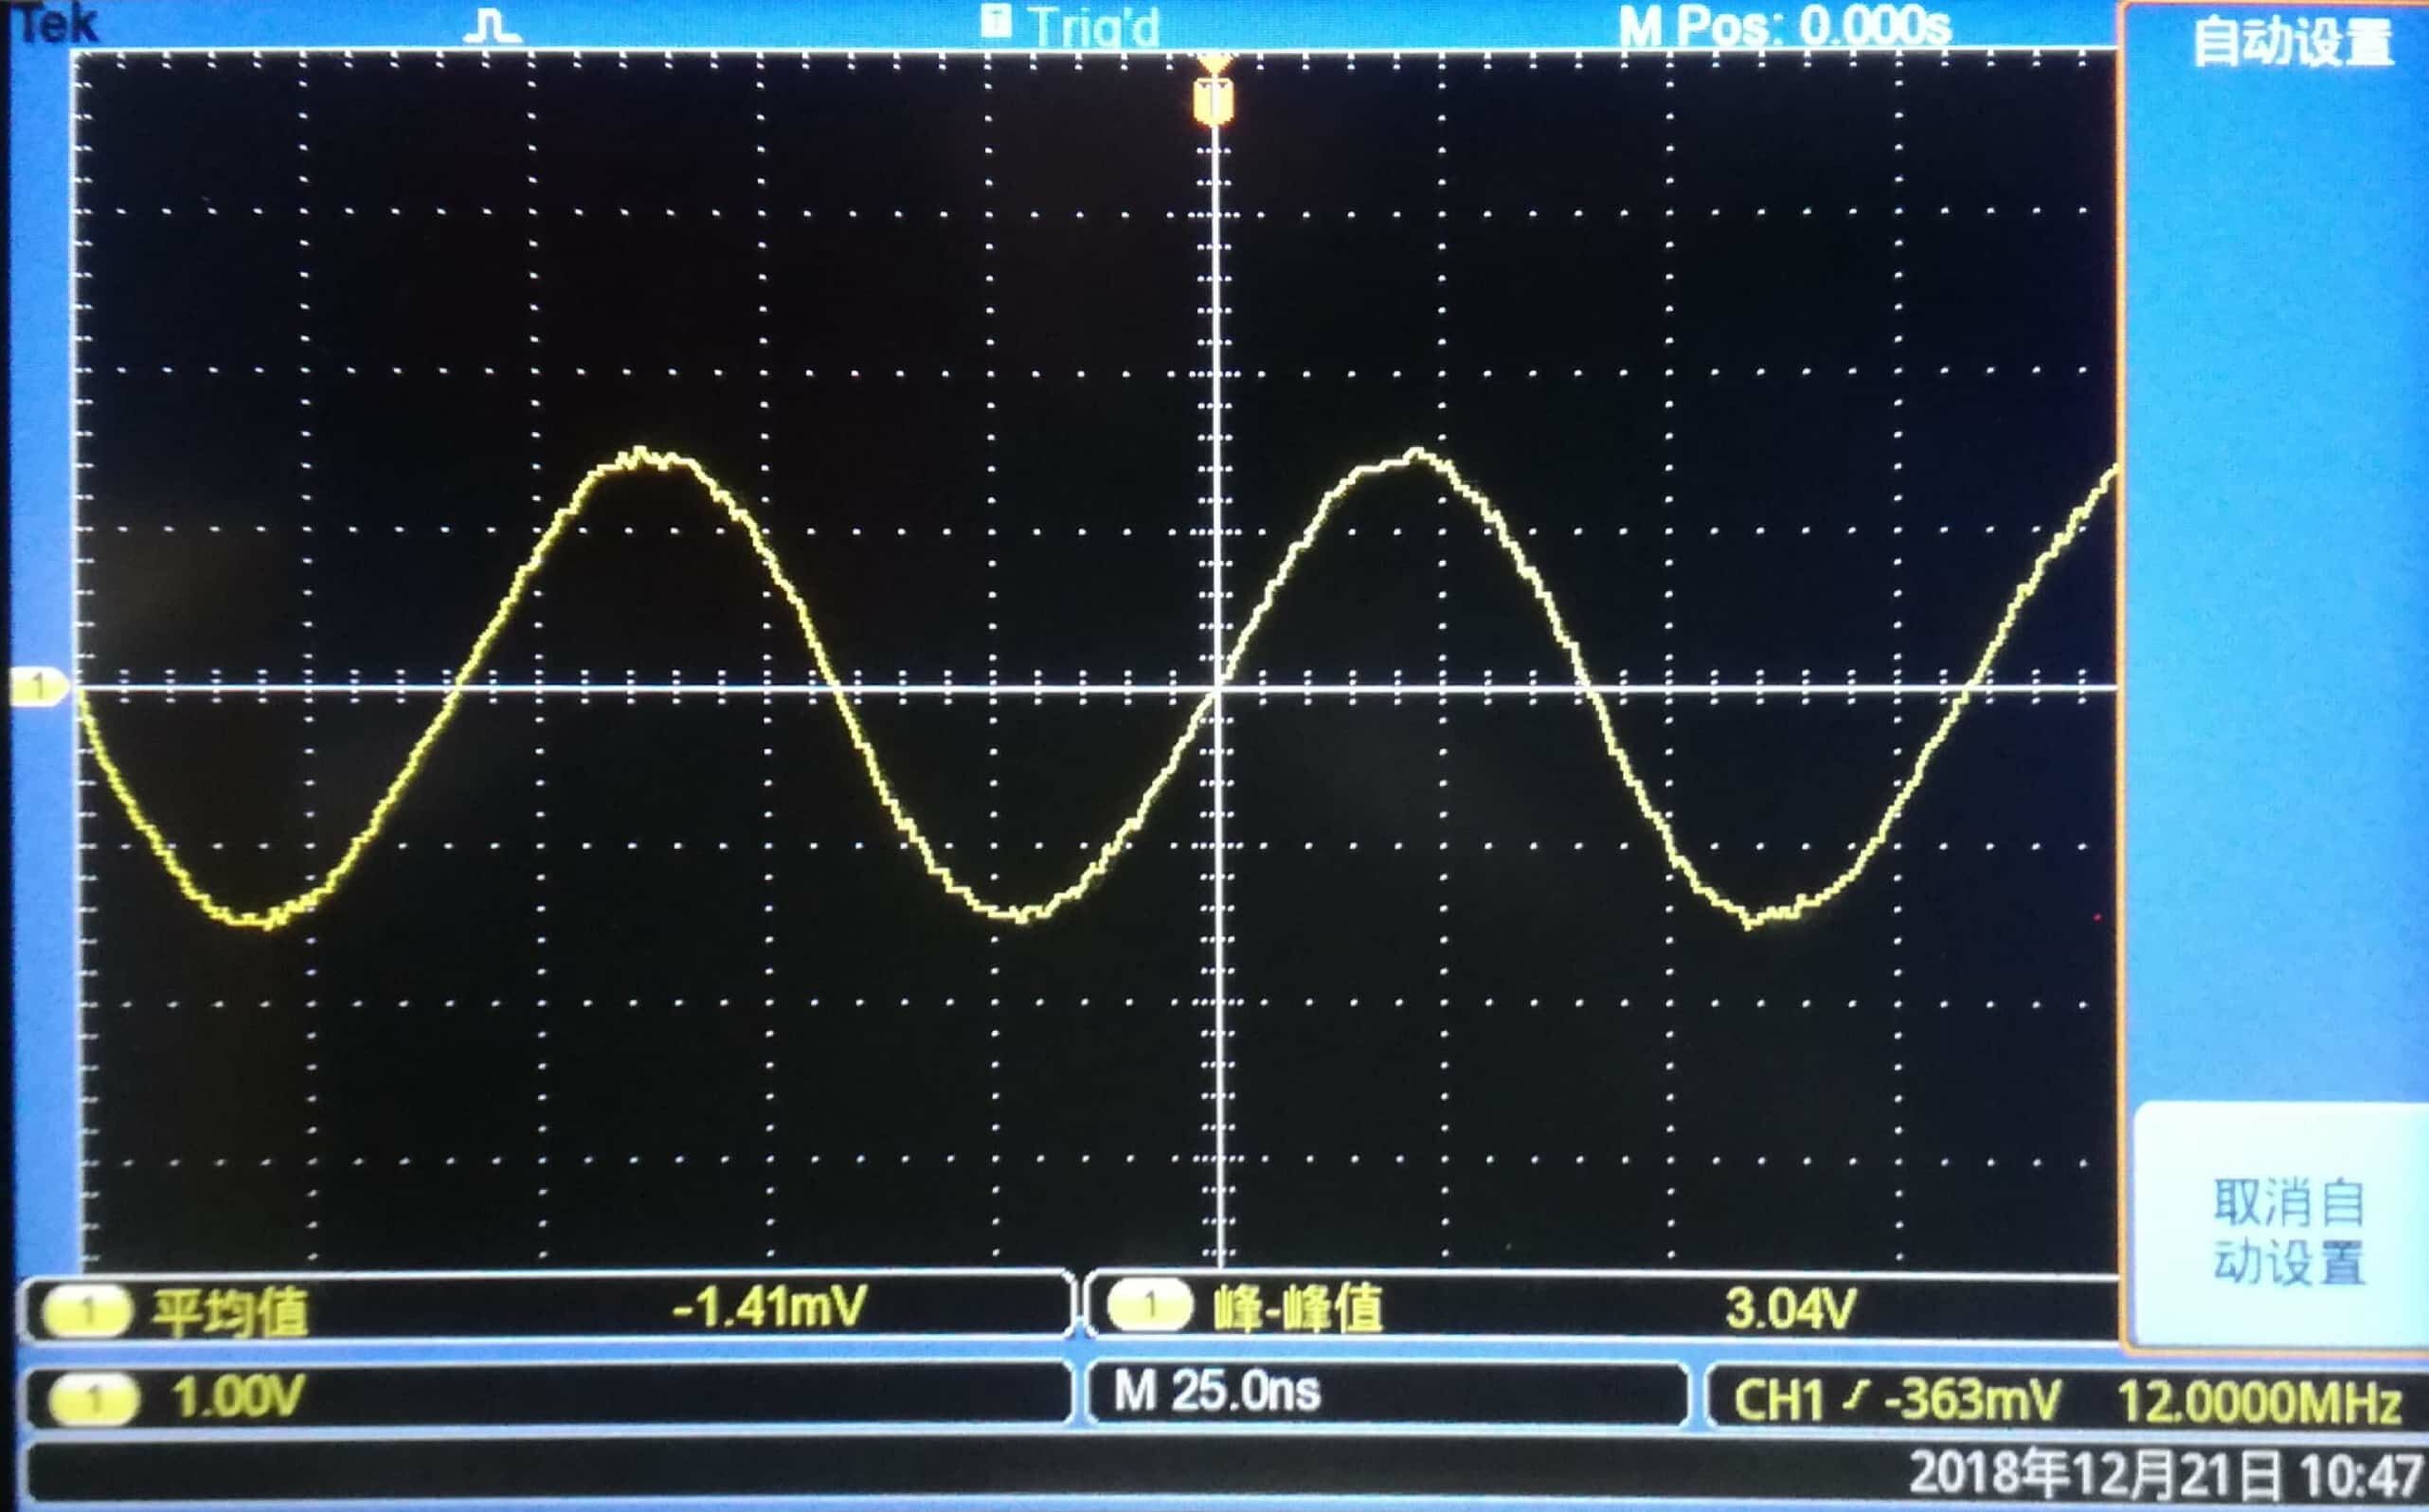 Tek
T Trig'd
M Pos: 0.000s
自动设置
T
1
取消自
动设置
1 平均值 -1.41mV
1 峰-峰值 3.04V
1 1.00V
M 25.0ns
CH1 -363mV 12.0000MHz
2018年12月21日 10:47